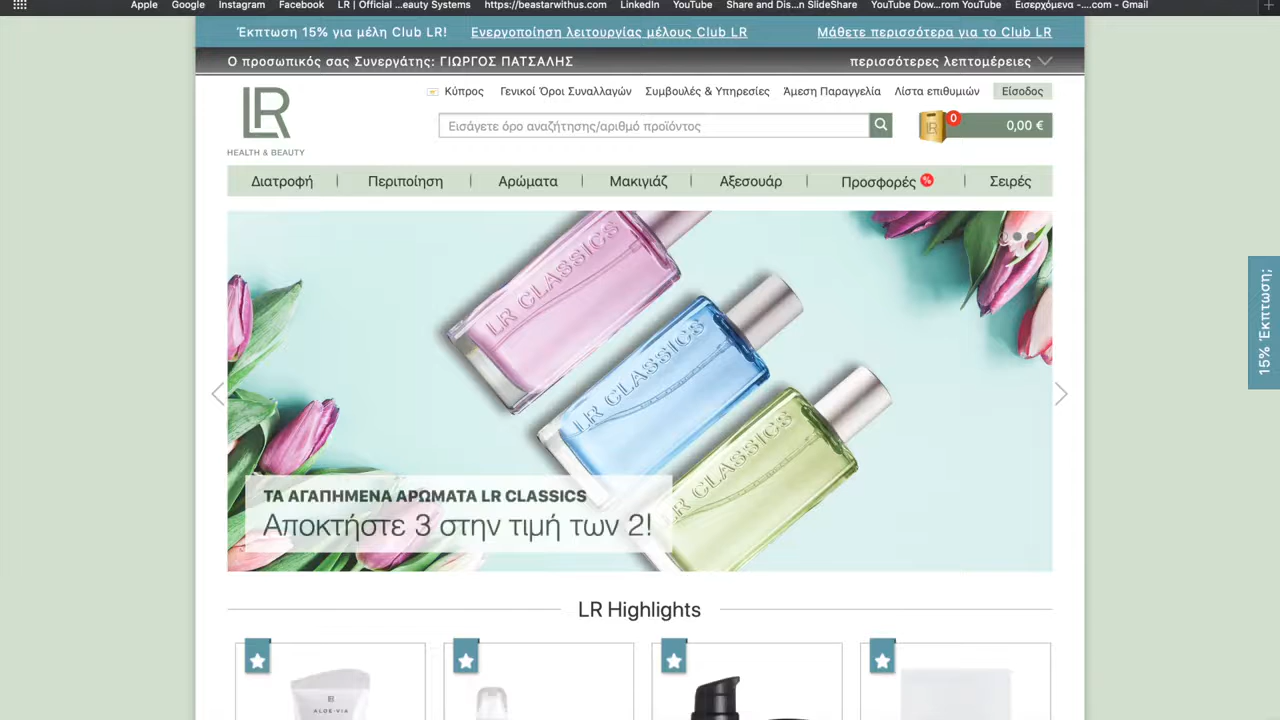 Apple Google Instagram Facebook LR | Official ...eauty Systems https://beastarwithus.com LinkedIn YouTube Share and Dis...n SlideShare YouTube Dow...rom YouTube Εισερχόμενα -....com - Gmail
Έκπτωση 15% για μέλη Club LR! Ενεργοποίηση λειτουργίας μέλους Club LR Μάθετε περισσότερα για το Club LR
Ο προσωπικός σας Συνεργάτης: ΓΙΩΡΓΟΣ ΠΑΤΣΑΛΗΣ περισσότερες λεπτομέρειες
Κύπρος Γενικοί Όροι Συναλλαγών Συμβουλές & Υπηρεσίες Άμεση Παραγγελία Λίστα επιθυμιών Είσοδος
LR
HEALTH & BEAUTY
Εισάγετε όρο αναζήτησης/αριθμό προϊόντος
LR 0 0,00 €
Διατροφή | Περιποίηση | Αρώματα | Μακιγιάζ | Αξεσουάρ | Προσφορές % | Σειρές
LR CLASSICS
LR CLASSICS
LR CLASSICS
15% Έκπτωση;
ΤΑ ΑΓΑΠΗΜΕΝΑ ΑΡΩΜΑΤΑ LR CLASSICS
Αποκτήστε 3 στην τιμή των 2!
LR Highlights
LR
ALOE VIA